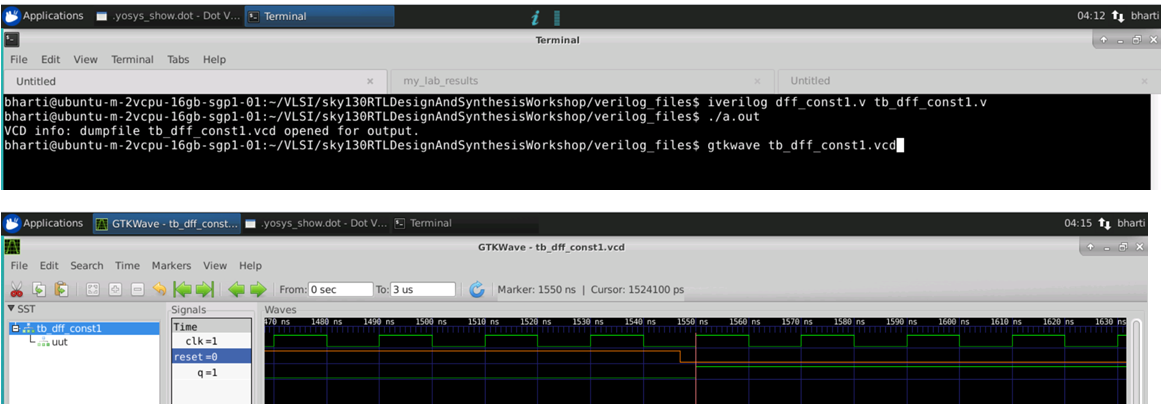 Applications .yosys_show.dot - Dot V... Terminal 04:12 bharti
Terminal
File Edit View Terminal Tabs Help
Untitled × my_lab_results × Untitled ×
bharti@ubuntu-m-2vcpu-16gb-sgp1-01:~/VLSI/sky130RTLDesignAndSynthesisWorkshop/verilog_files$ iverilog dff_const1.v tb_dff_const1.v
bharti@ubuntu-m-2vcpu-16gb-sgp1-01:~/VLSI/sky130RTLDesignAndSynthesisWorkshop/verilog_files$ ./a.out
VCD info: dumpfile tb_dff_const1.vcd opened for output.
bharti@ubuntu-m-2vcpu-16gb-sgp1-01:~/VLSI/sky130RTLDesignAndSynthesisWorkshop/verilog_files$ gtkwave tb_dff_const1.vcd
Applications GTKWave - tb_dff_const... .yosys_show.dot - Dot V... Terminal 04:15 bharti
GTKWave - tb_dff_const1.vcd
File Edit Search Time Markers View Help
From: 0 sec To: 3 us Marker: 1550 ns | Cursor: 1524100 ps
SST Signals Waves
tb_dff_const1 Time 470 ns 1480 ns 1490 ns 1500 ns 1510 ns 1520 ns 1530 ns 1540 ns 1550 ns 1560 ns 1570 ns 1580 ns 1590 ns 1600 ns 1610 ns 1620 ns 1630 ns
uut clk=1
reset=0
q=1